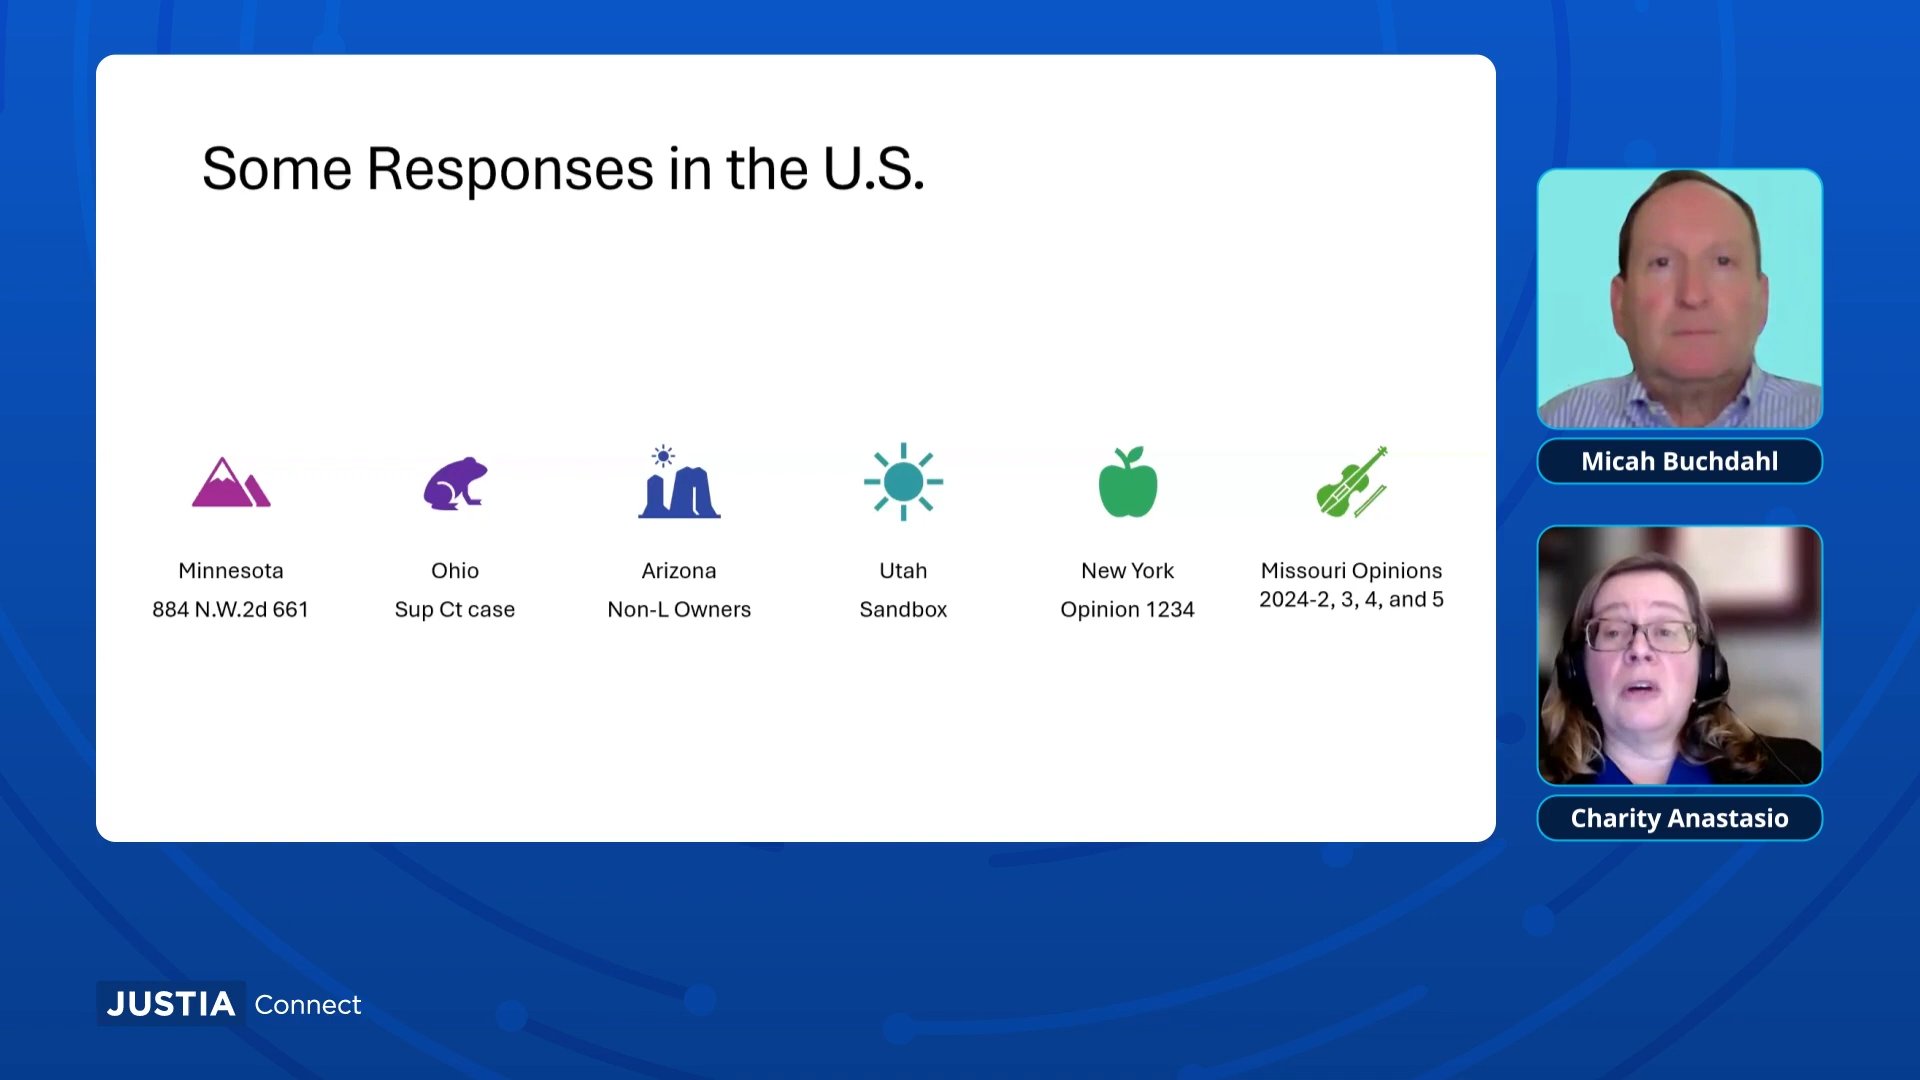 Some Responses in the U.S.
Minnesota
884 N.W.2d 661
Ohio
Sup Ct case
Arizona
Non-L Owners
Utah
Sandbox
New York
Opinion 1234
Missouri Opinions
2024-2, 3, 4, and 5
Micah Buchdahl
Charity Anastasio
JUSTIA Connect